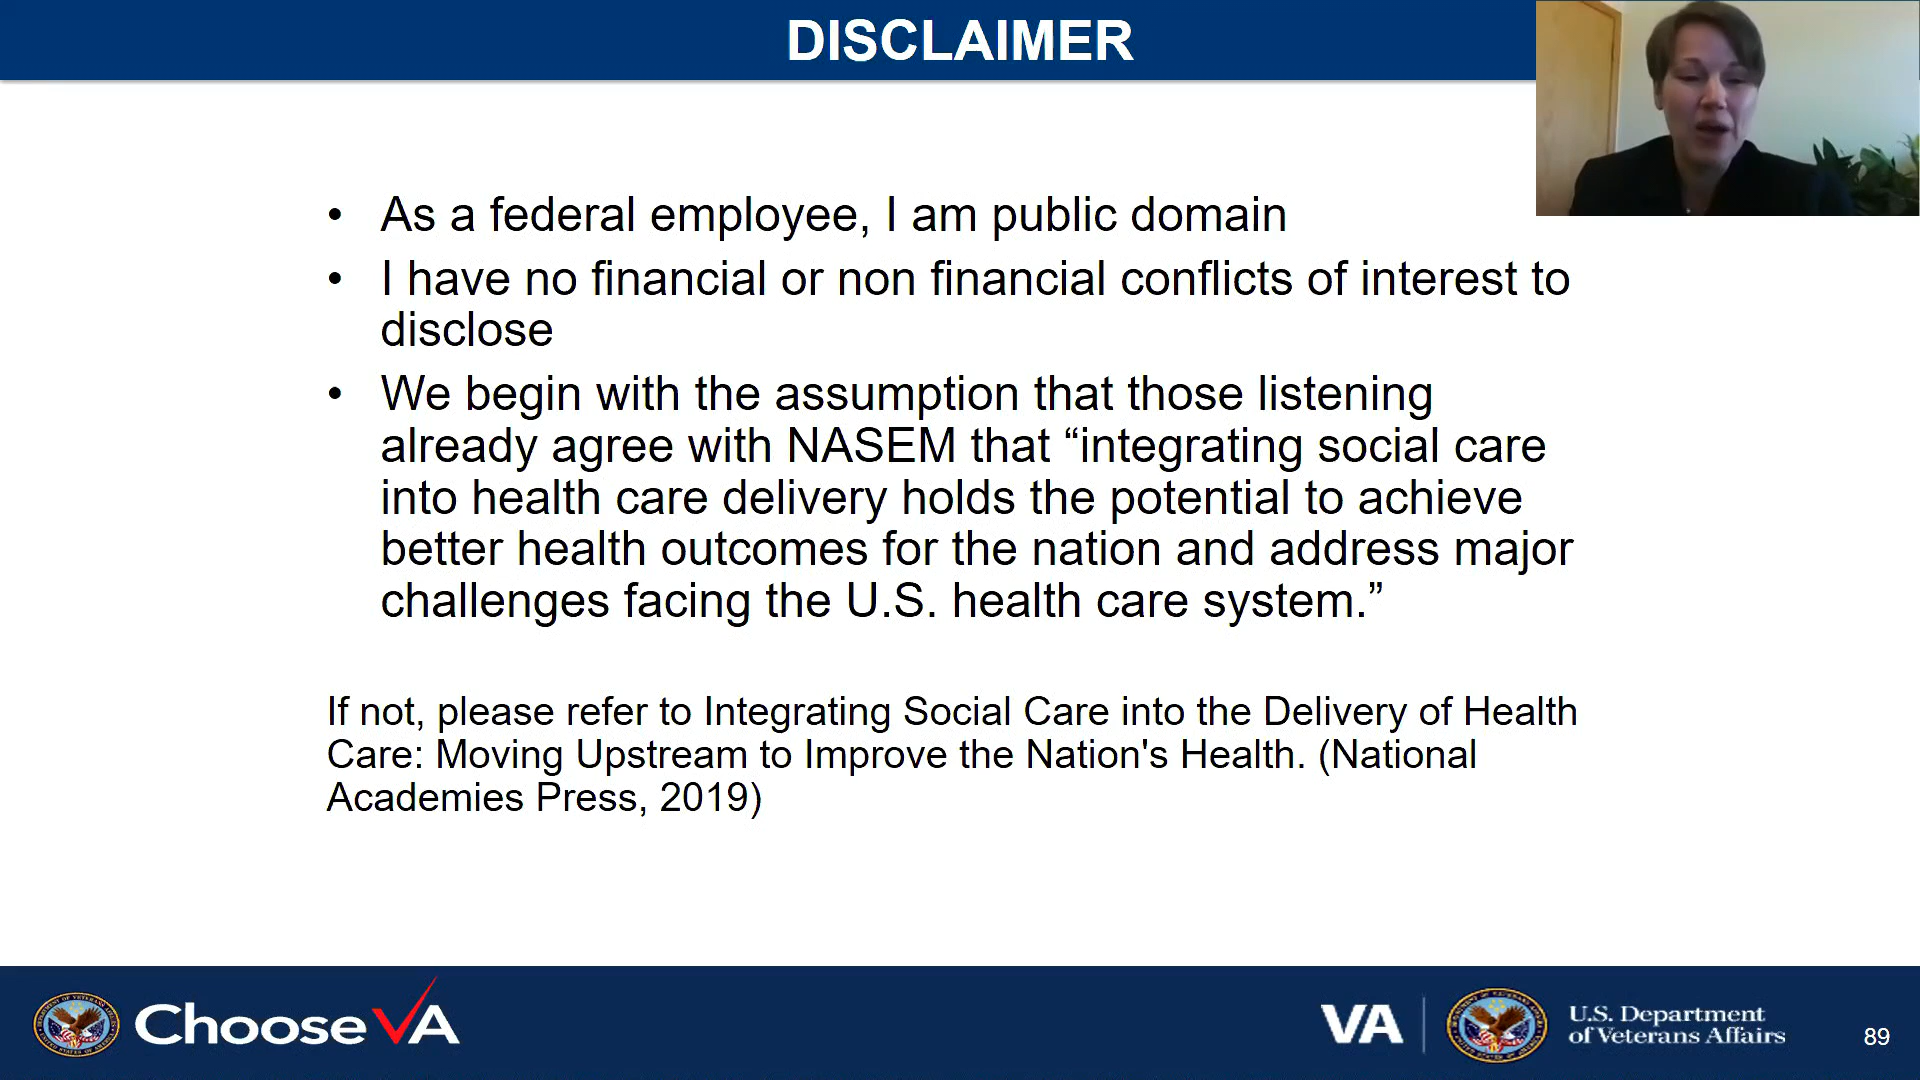 DISCLAIMER
• As a federal employee, I am public domain
• I have no financial or non financial conflicts of interest to
disclose
• We begin with the assumption that those listening
already agree with NASEM that “integrating social care
into health care delivery holds the potential to achieve
better health outcomes for the nation and address major
challenges facing the U.S. health care system.”
If not, please refer to Integrating Social Care into the Delivery of Health
Care: Moving Upstream to Improve the Nation's Health. (National
Academies Press, 2019)
Choose VA
VA
U.S. Department
of Veterans Affairs
89